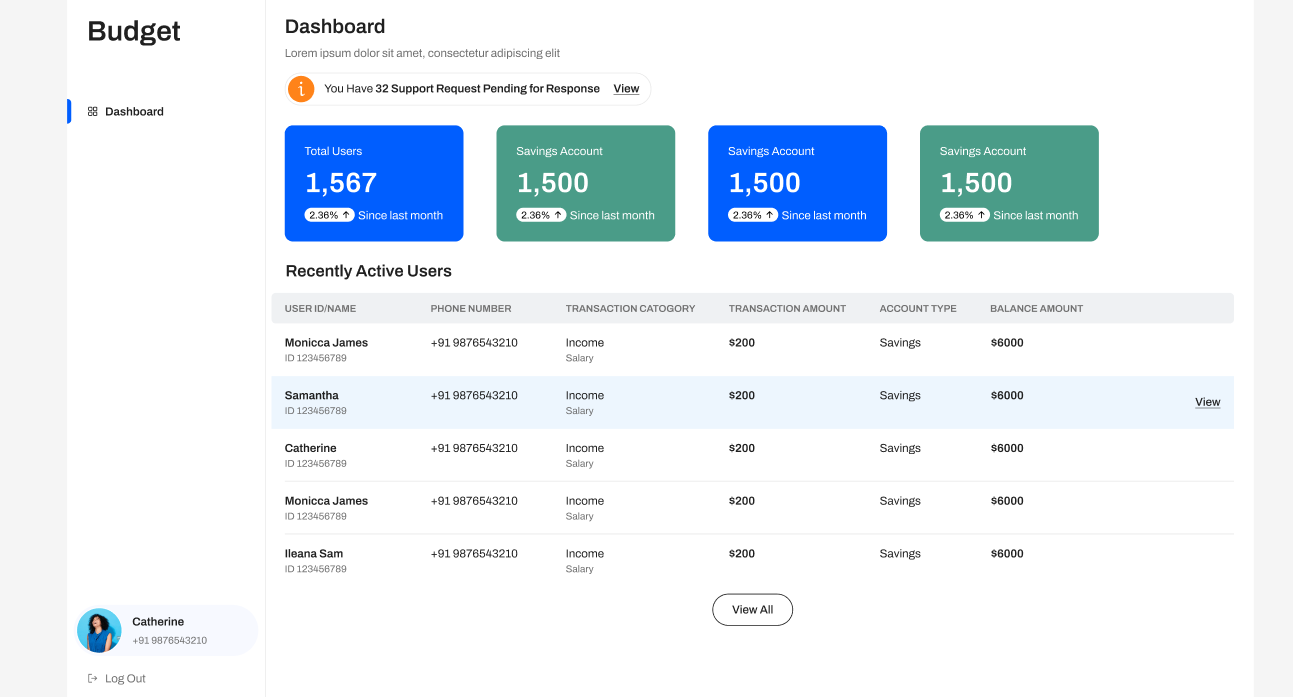 Budget
Dashboard
Catherine
+91 9876543210
Log Out
Dashboard
Lorem ipsum dolor sit amet, consectetur adipiscing elit
i You Have 32 Support Request Pending for Response View
Total Users
1,567
2.36% ↑ Since last month
Savings Account
1,500
2.36% ↑ Since last month
Savings Account
1,500
2.36% ↑ Since last month
Savings Account
1,500
2.36% ↑ Since last month
Recently Active Users
USER ID/NAME PHONE NUMBER TRANSACTION CATOGORY TRANSACTION AMOUNT ACCOUNT TYPE BALANCE AMOUNT
Monicca James +91 9876543210 Income $200 Savings $6000
ID 123456789 Salary
Samantha +91 9876543210 Income $200 Savings $6000 View
ID 123456789 Salary
Catherine +91 9876543210 Income $200 Savings $6000
ID 123456789 Salary
Monicca James +91 9876543210 Income $200 Savings $6000
ID 123456789 Salary
Ileana Sam +91 9876543210 Income $200 Savings $6000
ID 123456789 Salary
View All